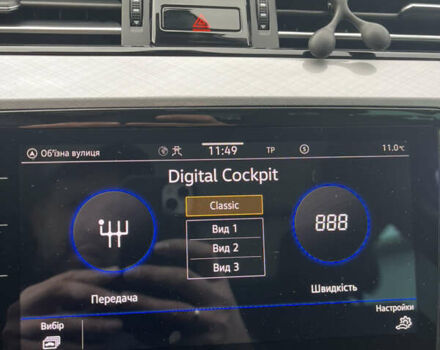 Об'їзна вулиця 11:49 TP 11.0°C
Digital Cockpit
Classic
Вид 1
Вид 2
Вид 3
888
Передача
Швидкість
Вибір
Настройки